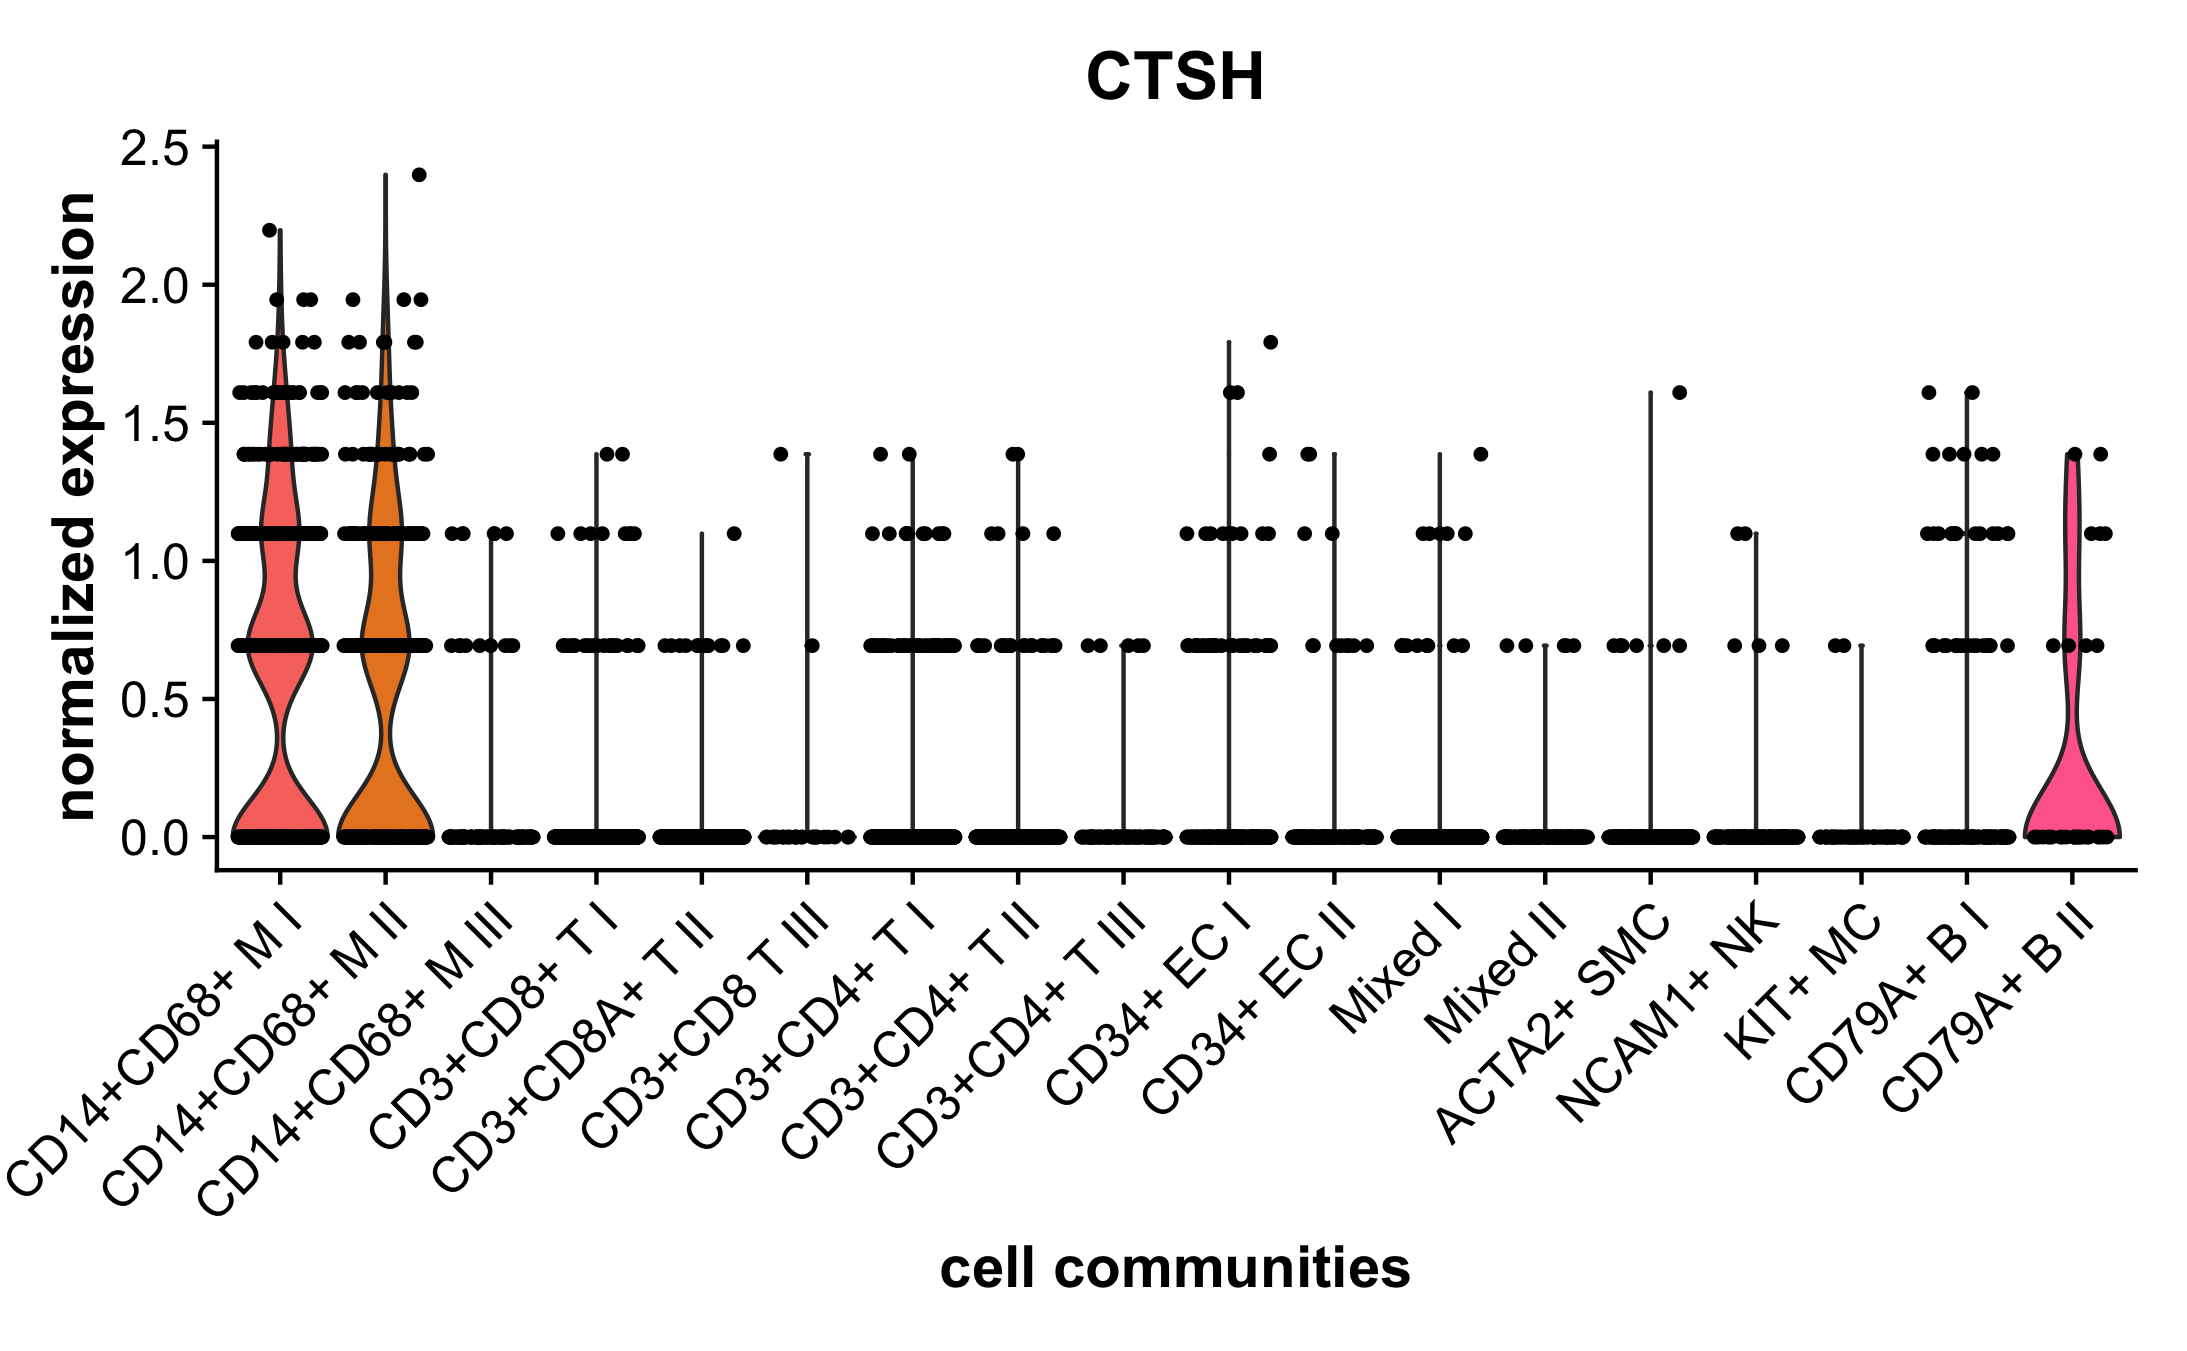 CTSH
normalized expression
2.5
2.0
1.5
1.0
0.5
0.0
CD14+CD68+ M I
CD14+CD68+ M II
CD14+CD68+ M III
CD3+CD8+ T I
CD3+CD8A+ T II
CD3+CD8 T III
CD3+CD4+ T I
CD3+CD4+ T II
CD3+CD4+ T III
CD34+ EC I
CD34+ EC II
Mixed I
Mixed II
ACTA2+ SMC
NCAM1+ NK
KIT+ MC
CD79A+ B I
CD79A+ B II
cell communities